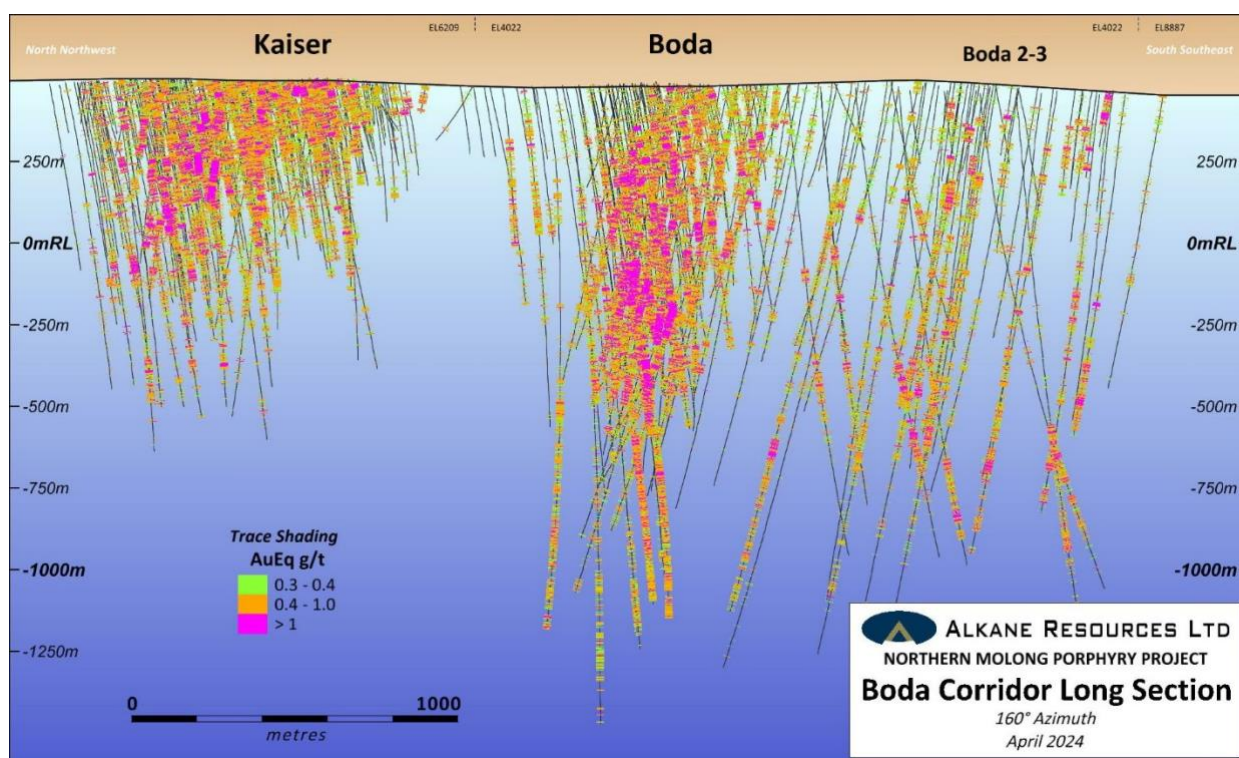 EL6209 EL4022
EL4022 EL8887
Kaiser
Boda
Boda 2-3
North Northwest
South Southeast
250m
250m
0mRL
0mRL
-250m
-250m
-500m
-500m
-750m
-750m
-1000m
-1000m
-1250m
Trace Shading
AuEq g/t
0.3 - 0.4
0.4 - 1.0
> 1
0 1000
metres
ALKANE RESOURCES LTD
NORTHERN MOLONG PORPHYRY PROJECT
Boda Corridor Long Section
160° Azimuth
April 2024